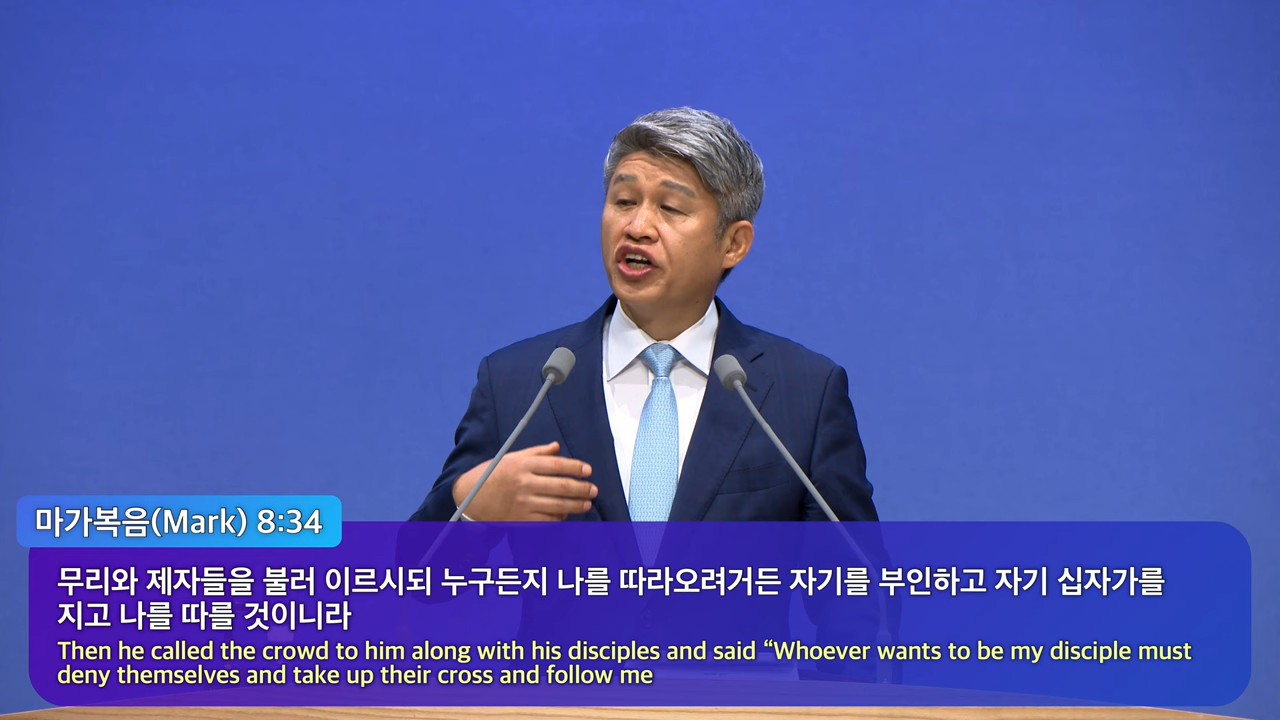 마가복음(Mark) 8:34
무리와 제자들을 불러 이르시되 누구든지 나를 따라오려거든 자기를 부인하고 자기 십자가를
지고 나를 따를 것이니라
Then he called the crowd to him along with his disciples and said “Whoever wants to be my disciple must
deny themselves and take up their cross and follow me